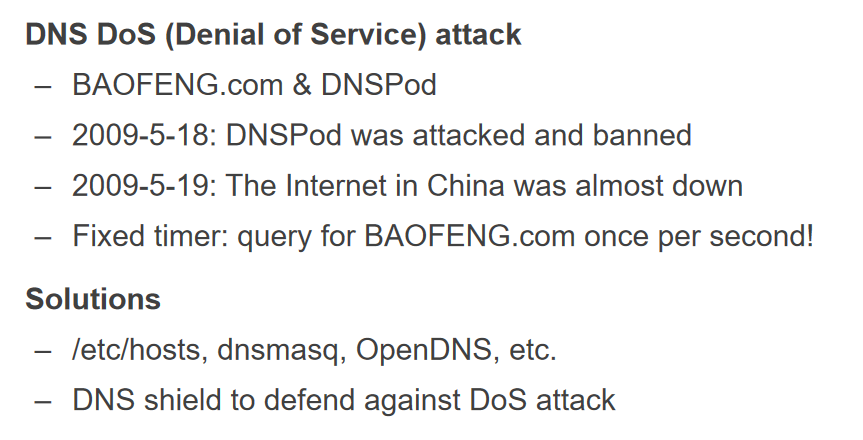 DNS DoS (Denial of Service) attack
– BAOFENG.com & DNSPod
– 2009-5-18: DNSPod was attacked and banned
– 2009-5-19: The Internet in China was almost down
– Fixed timer: query for BAOFENG.com once per second!
Solutions
– /etc/hosts, dnsmasq, OpenDNS, etc.
– DNS shield to defend against DoS attack